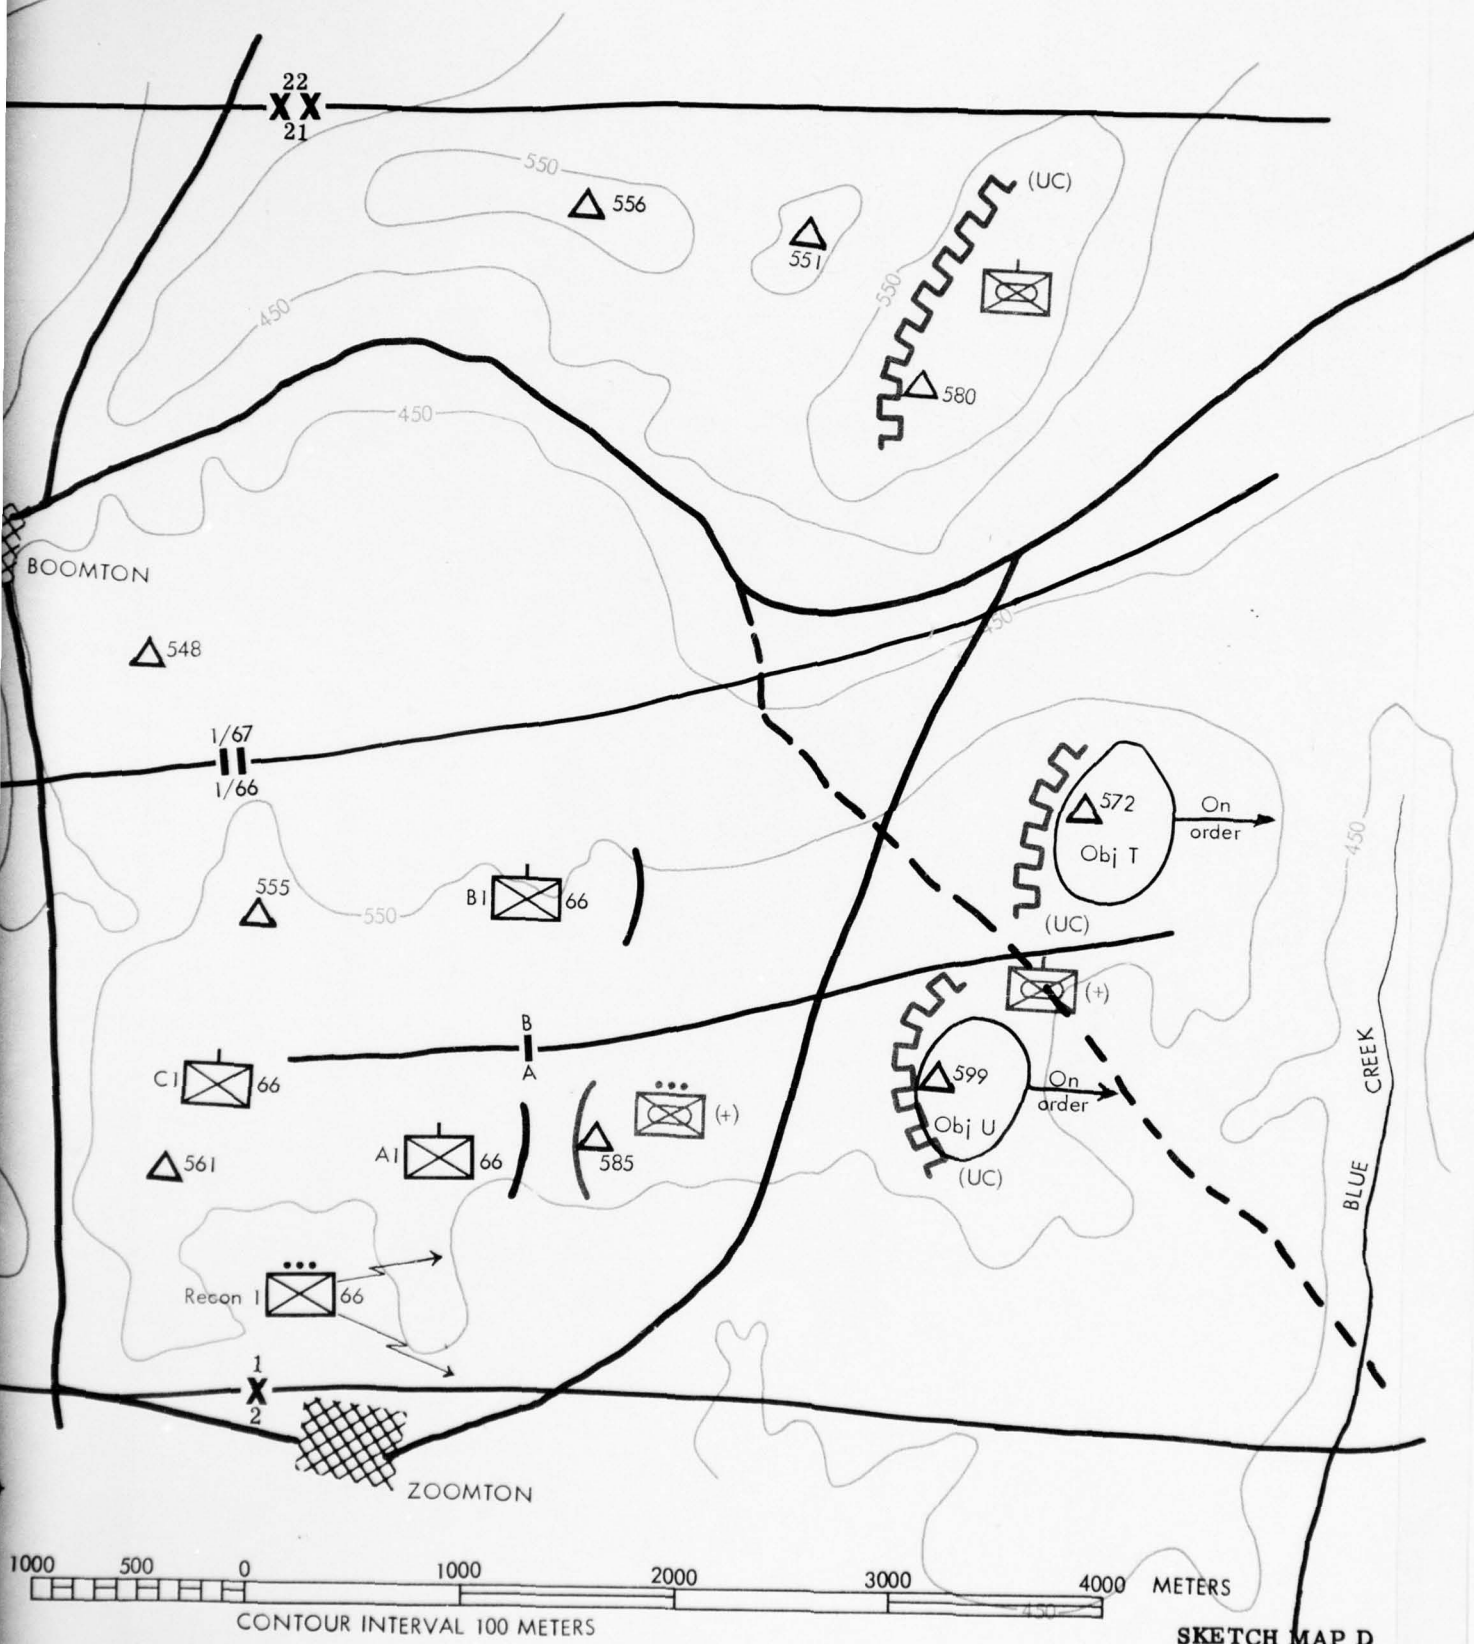 22
XX
21
550
556
551
(UC)
550
580
450
450
BOOMTON
548
450
1/67
1/66
572
On
order
Obj T
450
555
B1 66
550
(UC)
(+)
B
A
C1 66
599
On
order
Obj U
BLUE CREEK
(+)
585
A1 66
561
(UC)
Recon 1 66
1
X
2
ZOOMTON
1000 500 0 1000 2000 3000 4000 METERS
450
CONTOUR INTERVAL 100 METERS
SKETCH MAP D